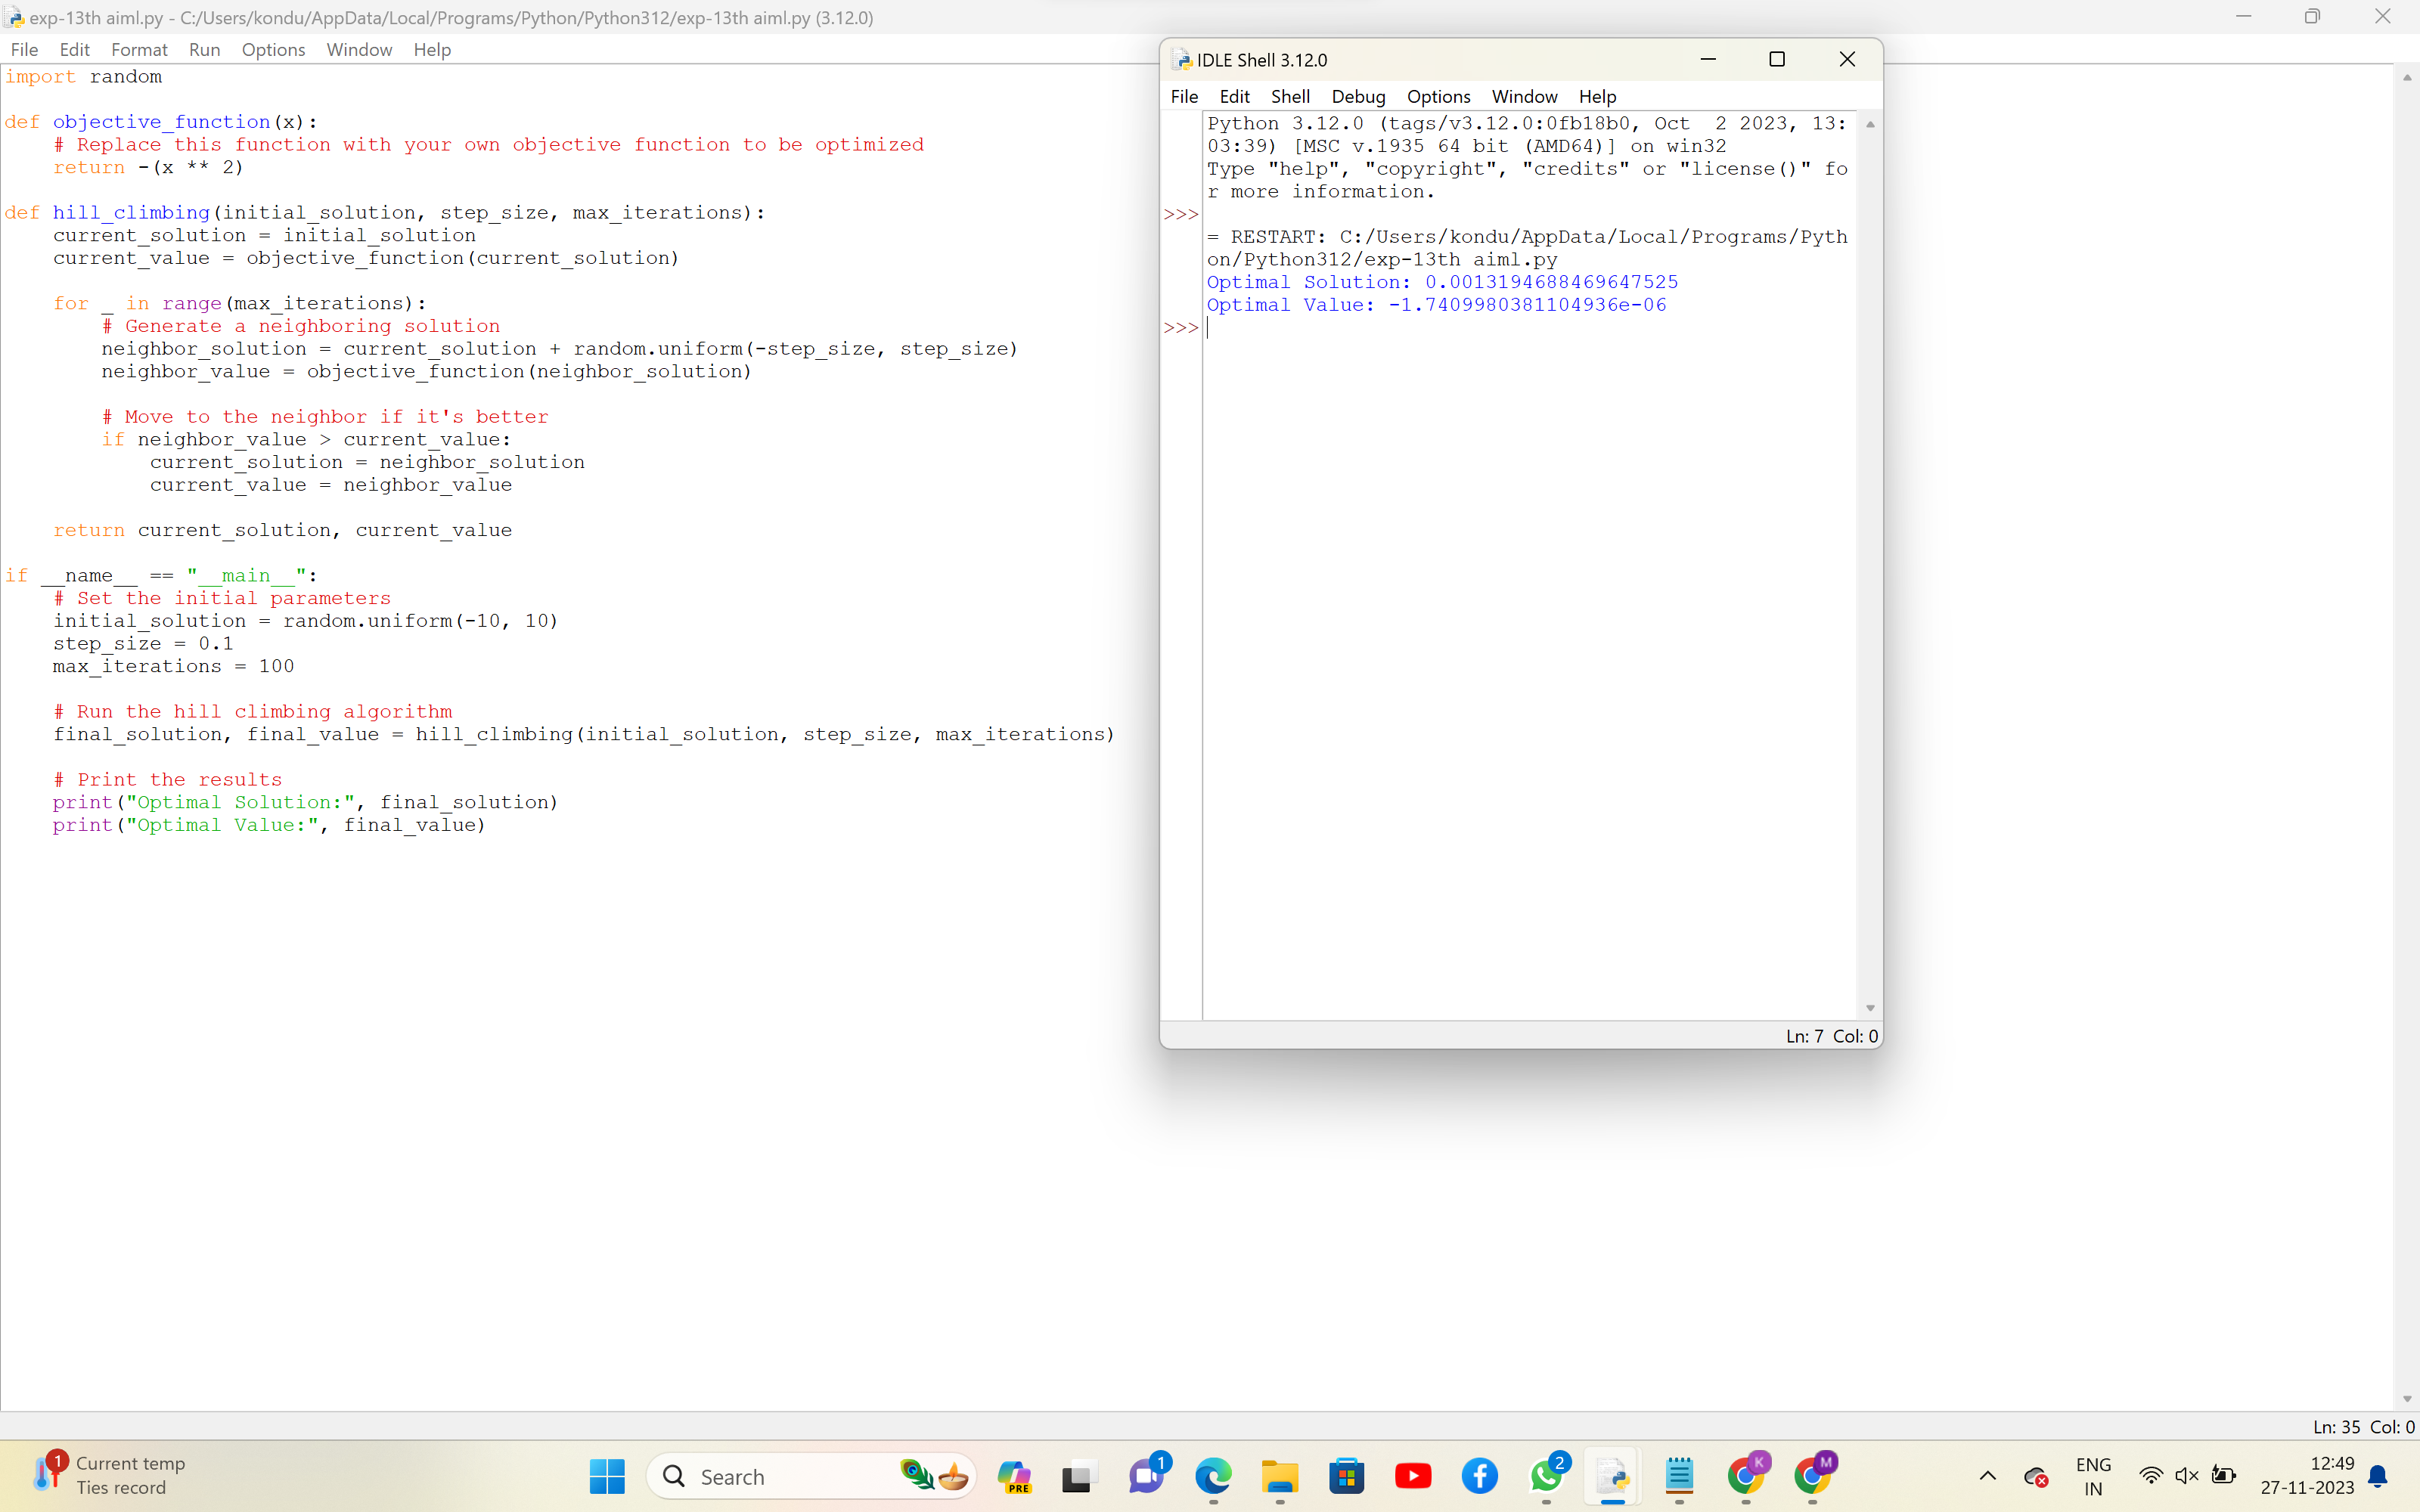 exp-13th aiml.py - C:/Users/kondu/AppData/Local/Programs/Python/Python312/exp-13th aiml.py (3.12.0)
File Edit Format Run Options Window Help
import random
def objective_function(x):
    # Replace this function with your own objective function to be optimized
    return -(x ** 2)
def hill_climbing(initial_solution, step_size, max_iterations):
    current_solution = initial_solution
    current_value = objective_function(current_solution)
    for _ in range(max_iterations):
        # Generate a neighboring solution
        neighbor_solution = current_solution + random.uniform(-step_size, step_size)
        neighbor_value = objective_function(neighbor_solution)
        # Move to the neighbor if it's better
        if neighbor_value > current_value:
            current_solution = neighbor_solution
            current_value = neighbor_value
    return current_solution, current_value
if __name__ == "__main__":
    # Set the initial parameters
    initial_solution = random.uniform(-10, 10)
    step_size = 0.1
    max_iterations = 100
    # Run the hill climbing algorithm
    final_solution, final_value = hill_climbing(initial_solution, step_size, max_iterations)
    # Print the results
    print("Optimal Solution:", final_solution)
    print("Optimal Value:", final_value)
IDLE Shell 3.12.0
File Edit Shell Debug Options Window Help
Python 3.12.0 (tags/v3.12.0:0fb18b0, Oct  2 2023, 13:
03:39) [MSC v.1935 64 bit (AMD64)] on win32
Type "help", "copyright", "credits" or "license()" fo
r more information.
>>>
= RESTART: C:/Users/kondu/AppData/Local/Programs/Pyth
on/Python312/exp-13th aiml.py
Optimal Solution: 0.0013194688469647525
Optimal Value: -1.7409980381104936e-06
>>>
Ln: 7 Col: 0
Ln: 35 Col: 0
1
Current temp
Ties record
Search
PRE
1
2
K
M
ENG
IN
12:49
27-11-2023